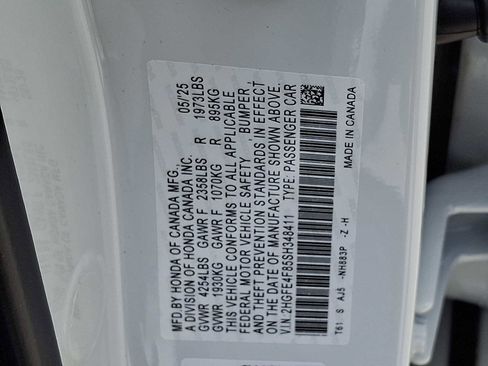 MFD. BY HONDA OF CANADA MFG., 05/25
A DIVISION OF HONDA CANADA INC.
GVWR 4254LBS GAWR F 2358LBS R 1973LBS
GVWR 1930KG GAWR F 1070KG R 895KG
THIS VEHICLE CONFORMS TO ALL APPLICABLE
FEDERAL MOTOR VEHICLE SAFETY, BUMPER,
AND THEFT PREVENTION STANDARDS IN EFFECT
ON THE DATE OF MANUFACTURE SHOWN ABOVE.
V.I.N. 2HGFE4F85SH348411 TYPE: PASSENGER CAR
T61 S AJ5 -NH883P -Z -H MADE IN CANADA